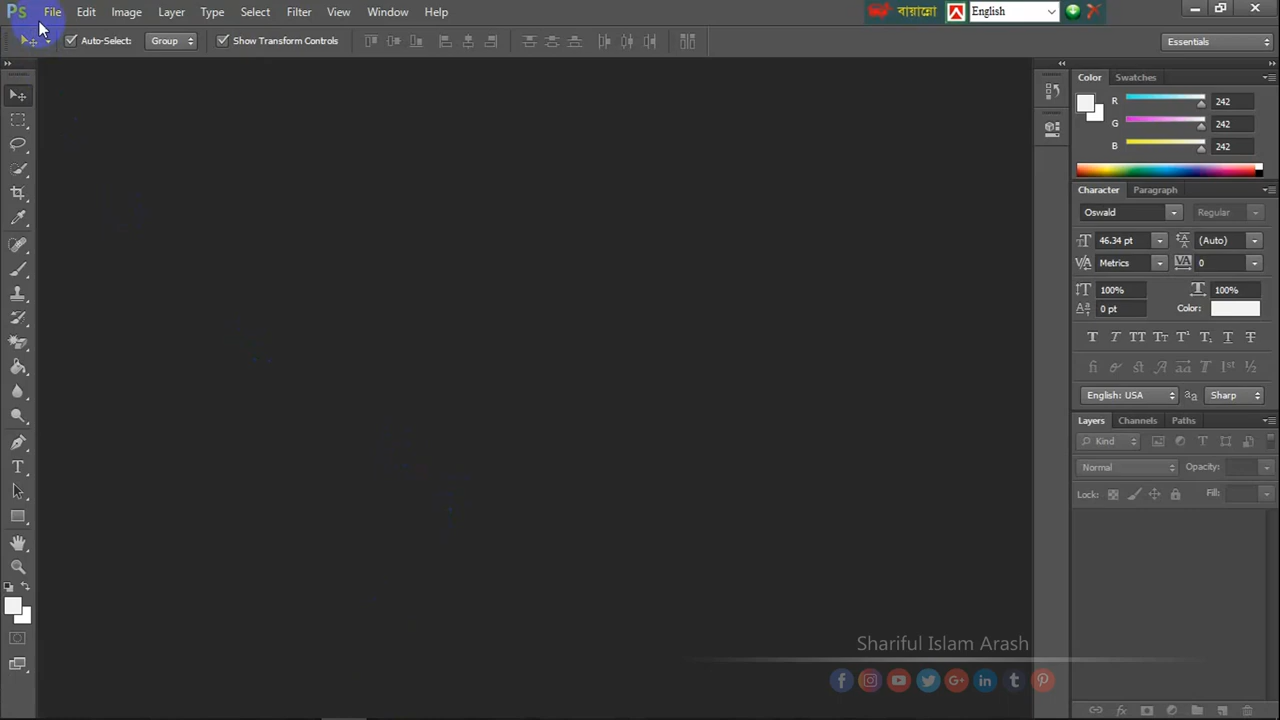 Ps File Edit Image Layer Type Select Filter View Window Help
বায়ান্নো English
Auto-Select: Group Show Transform Controls
Essentials
Color Swatches
R 242
G 242
B 242
Character Paragraph
Oswald Regular
46.34 pt (Auto)
Metrics 0
100% 100%
0 pt Color:
English: USA aa Sharp
Layers Channels Paths
Kind
Normal Opacity:
Lock: Fill:
Shariful Islam Arash